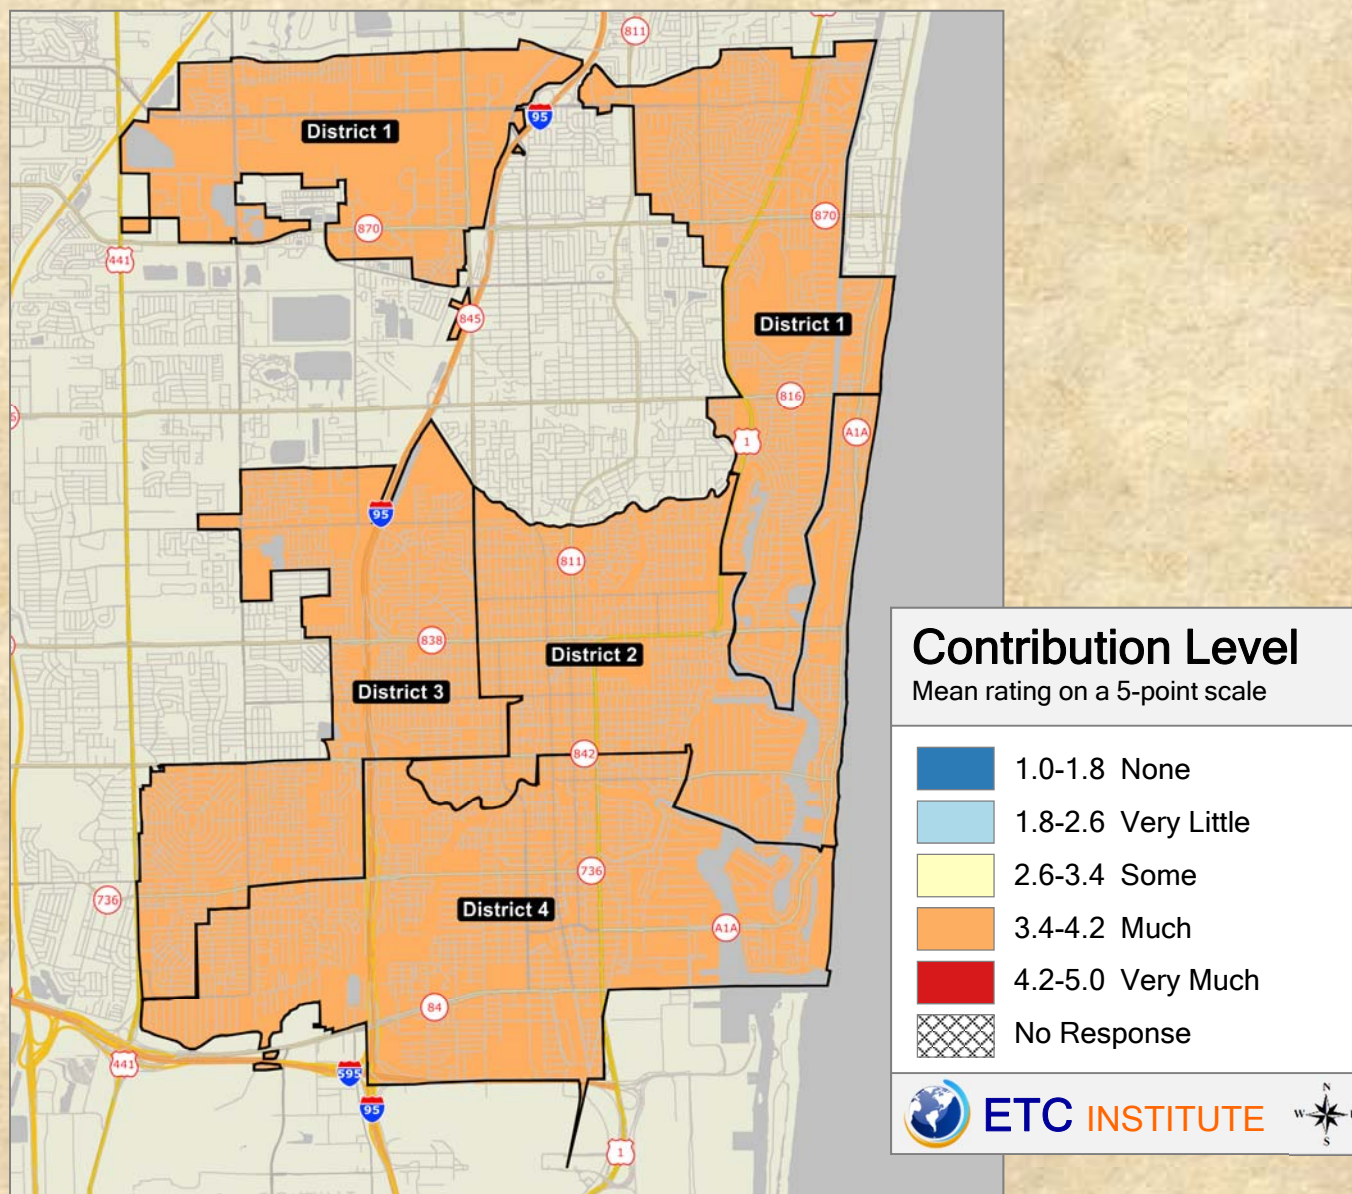 811
95
District 1
870
870
441
845
District 1
816
A1A
1
95
811
838
District 2
District 3
842
736
736
District 4
A1A
84
441
595
95
1
Contribution Level
Mean rating on a 5-point scale
1.0-1.8 None
1.8-2.6 Very Little
2.6-3.4 Some
3.4-4.2 Much
4.2-5.0 Very Much
No Response
ETC INSTITUTE
N
W
S